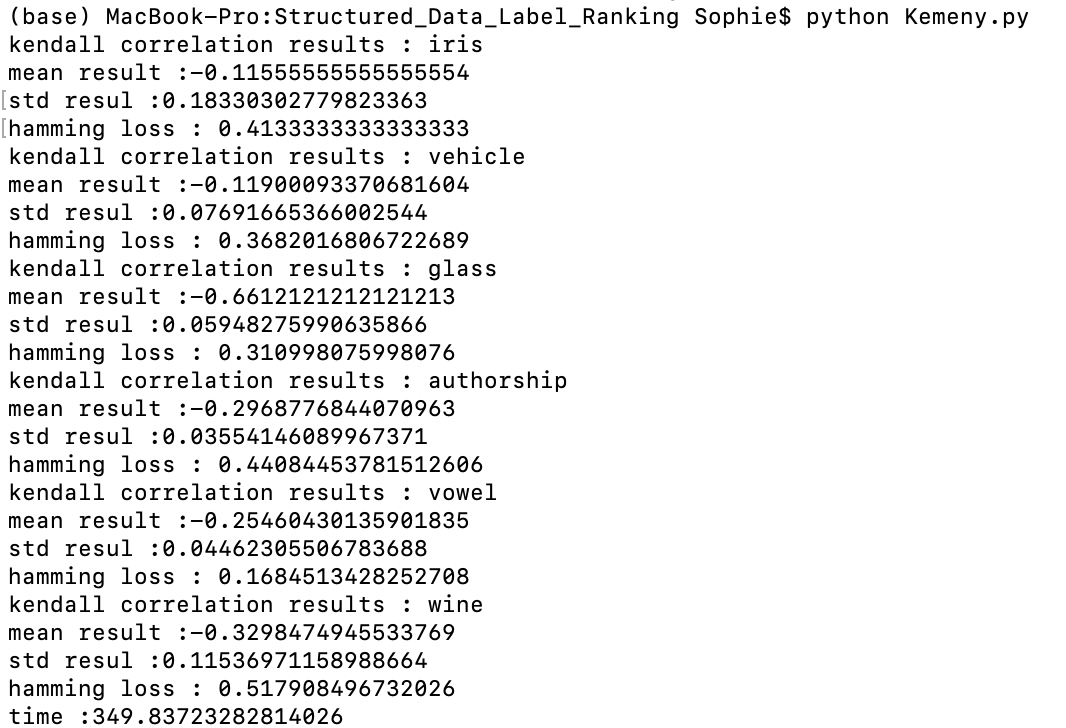 (base) MacBook-Pro:Structured_Data_Label_Ranking Sophie$ python Kemeny.py
kendall correlation results : iris
mean result :-0.11555555555555554
[std resul :0.18330302779823363
[hamming loss : 0.41333333333333333
kendall correlation results : vehicle
mean result :-0.11900093370681604
std resul :0.07691665366002544
hamming loss : 0.3682016806722689
kendall correlation results : glass
mean result :-0.6612121212121213
std resul :0.05948275990635866
hamming loss : 0.310998075998076
kendall correlation results : authorship
mean result :-0.2968776844070963
std resul :0.03554146089967371
hamming loss : 0.44084453781512606
kendall correlation results : vowel
mean result :-0.25460430135901835
std resul :0.04462305506783688
hamming loss : 0.1684513428252708
kendall correlation results : wine
mean result :-0.3298474945533769
std resul :0.11536971158988664
hamming loss : 0.517908496732026
time :349.83723282814026